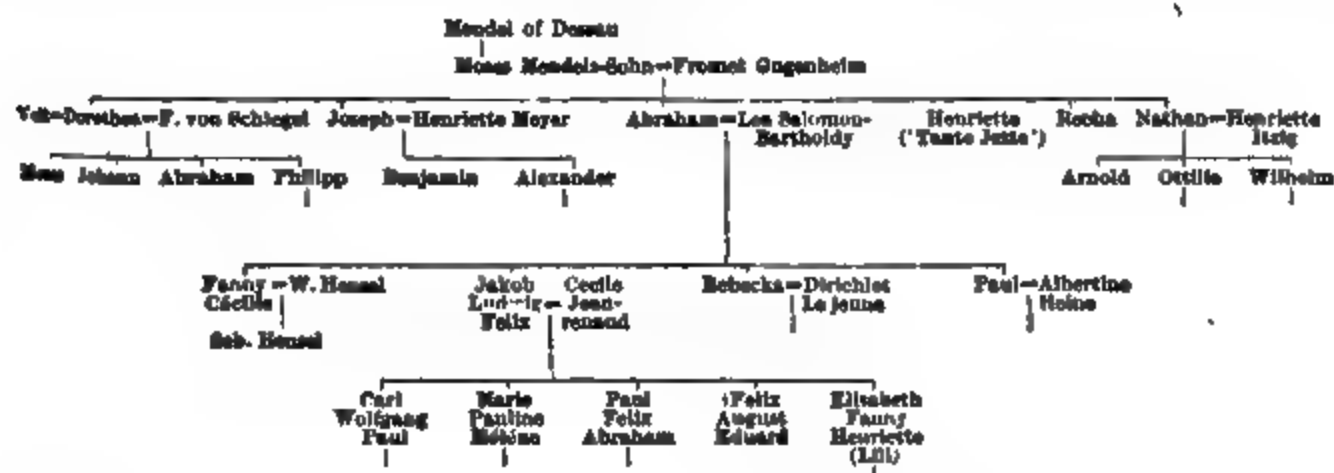 Mendel of Dessau
Moses Mendels-Sohn=Fromet Gugenheim
Veit=Dorothea=F. von Schlegel Joseph=Henriette Meyer Abraham=Lea Salomon- Henriette Recha Nathan=Henriette
Bartholdy ("Tante Jette") Itzig
Johann Abraham Philipp Benjamin Alexander Arnold Ottilie Wilhelm
Fanny=W. Hensel Jakob Cecile Rebecka=Dirichlet Paul=Albertine
Cäcilie Ludwig=Jean- Lejeune Heine
Felix renaud
Seb. Hensel
Carl Marie Paul Felix Elisabeth
Wolfgang Pauline Felix August Fanny
Paul Hélène Abraham Eduard Henriette
(Lili)